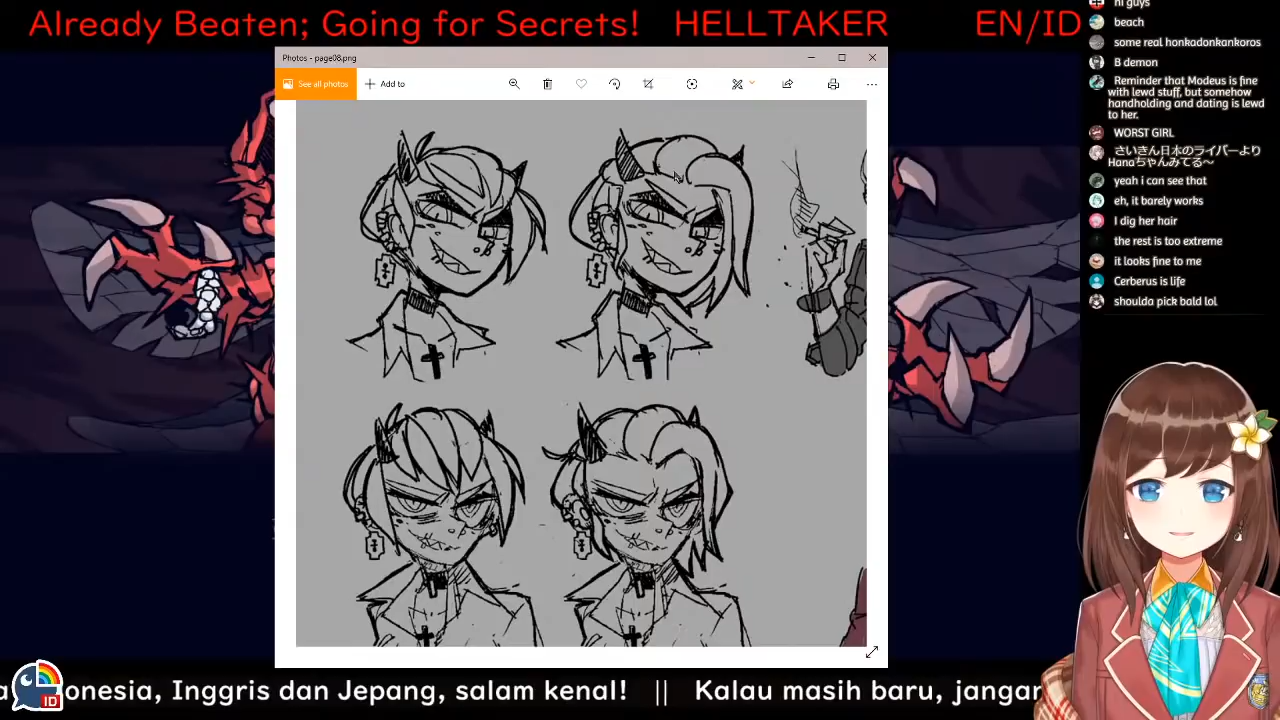 Already Beaten; Going for Secrets! HELLTAKER EN/ID
Photos - page08.png
See all photos
Add to
hi guys
beach
some real honkadonkankoros
B demon
Reminder that Modeus is fine
with lewd stuff, but somehow
handholding and dating is lewd
to her.
WORST GIRL
さいきん日本のライバーより
Hanaちゃんみてる～
yeah i can see that
eh, it barely works
I dig her hair
the rest is too extreme
it looks fine to me
Cerberus is life
shoulda pick bald lol
onesia, Inggris dan Jepang, salam kenal! || Kalau masih baru, jangan
ID